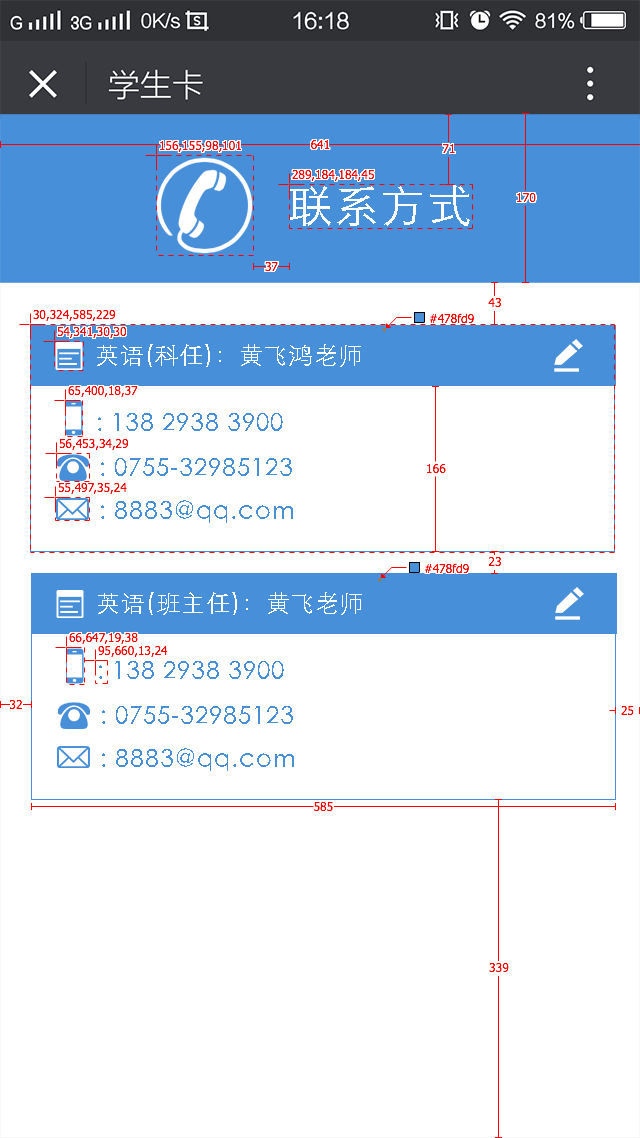 G 3G 0K/s 16:18 81%
学生卡
156,155,98,101
641
71
289,184,184,45
联系方式
170
37
43
30,324,585,229
#478fd9
54,341,30,30
英语(科任)：黄飞鸿老师
65,400,18,37
: 138 2938 3900
56,453,34,29
: 0755-32985123
166
55,497,35,24
: 8883@qq.com
23
#478fd9
英语(班主任)：黄飞老师
66,647,19,38
95,660,13,24
: 138 2938 3900
32
25
: 0755-32985123
: 8883@qq.com
585
339